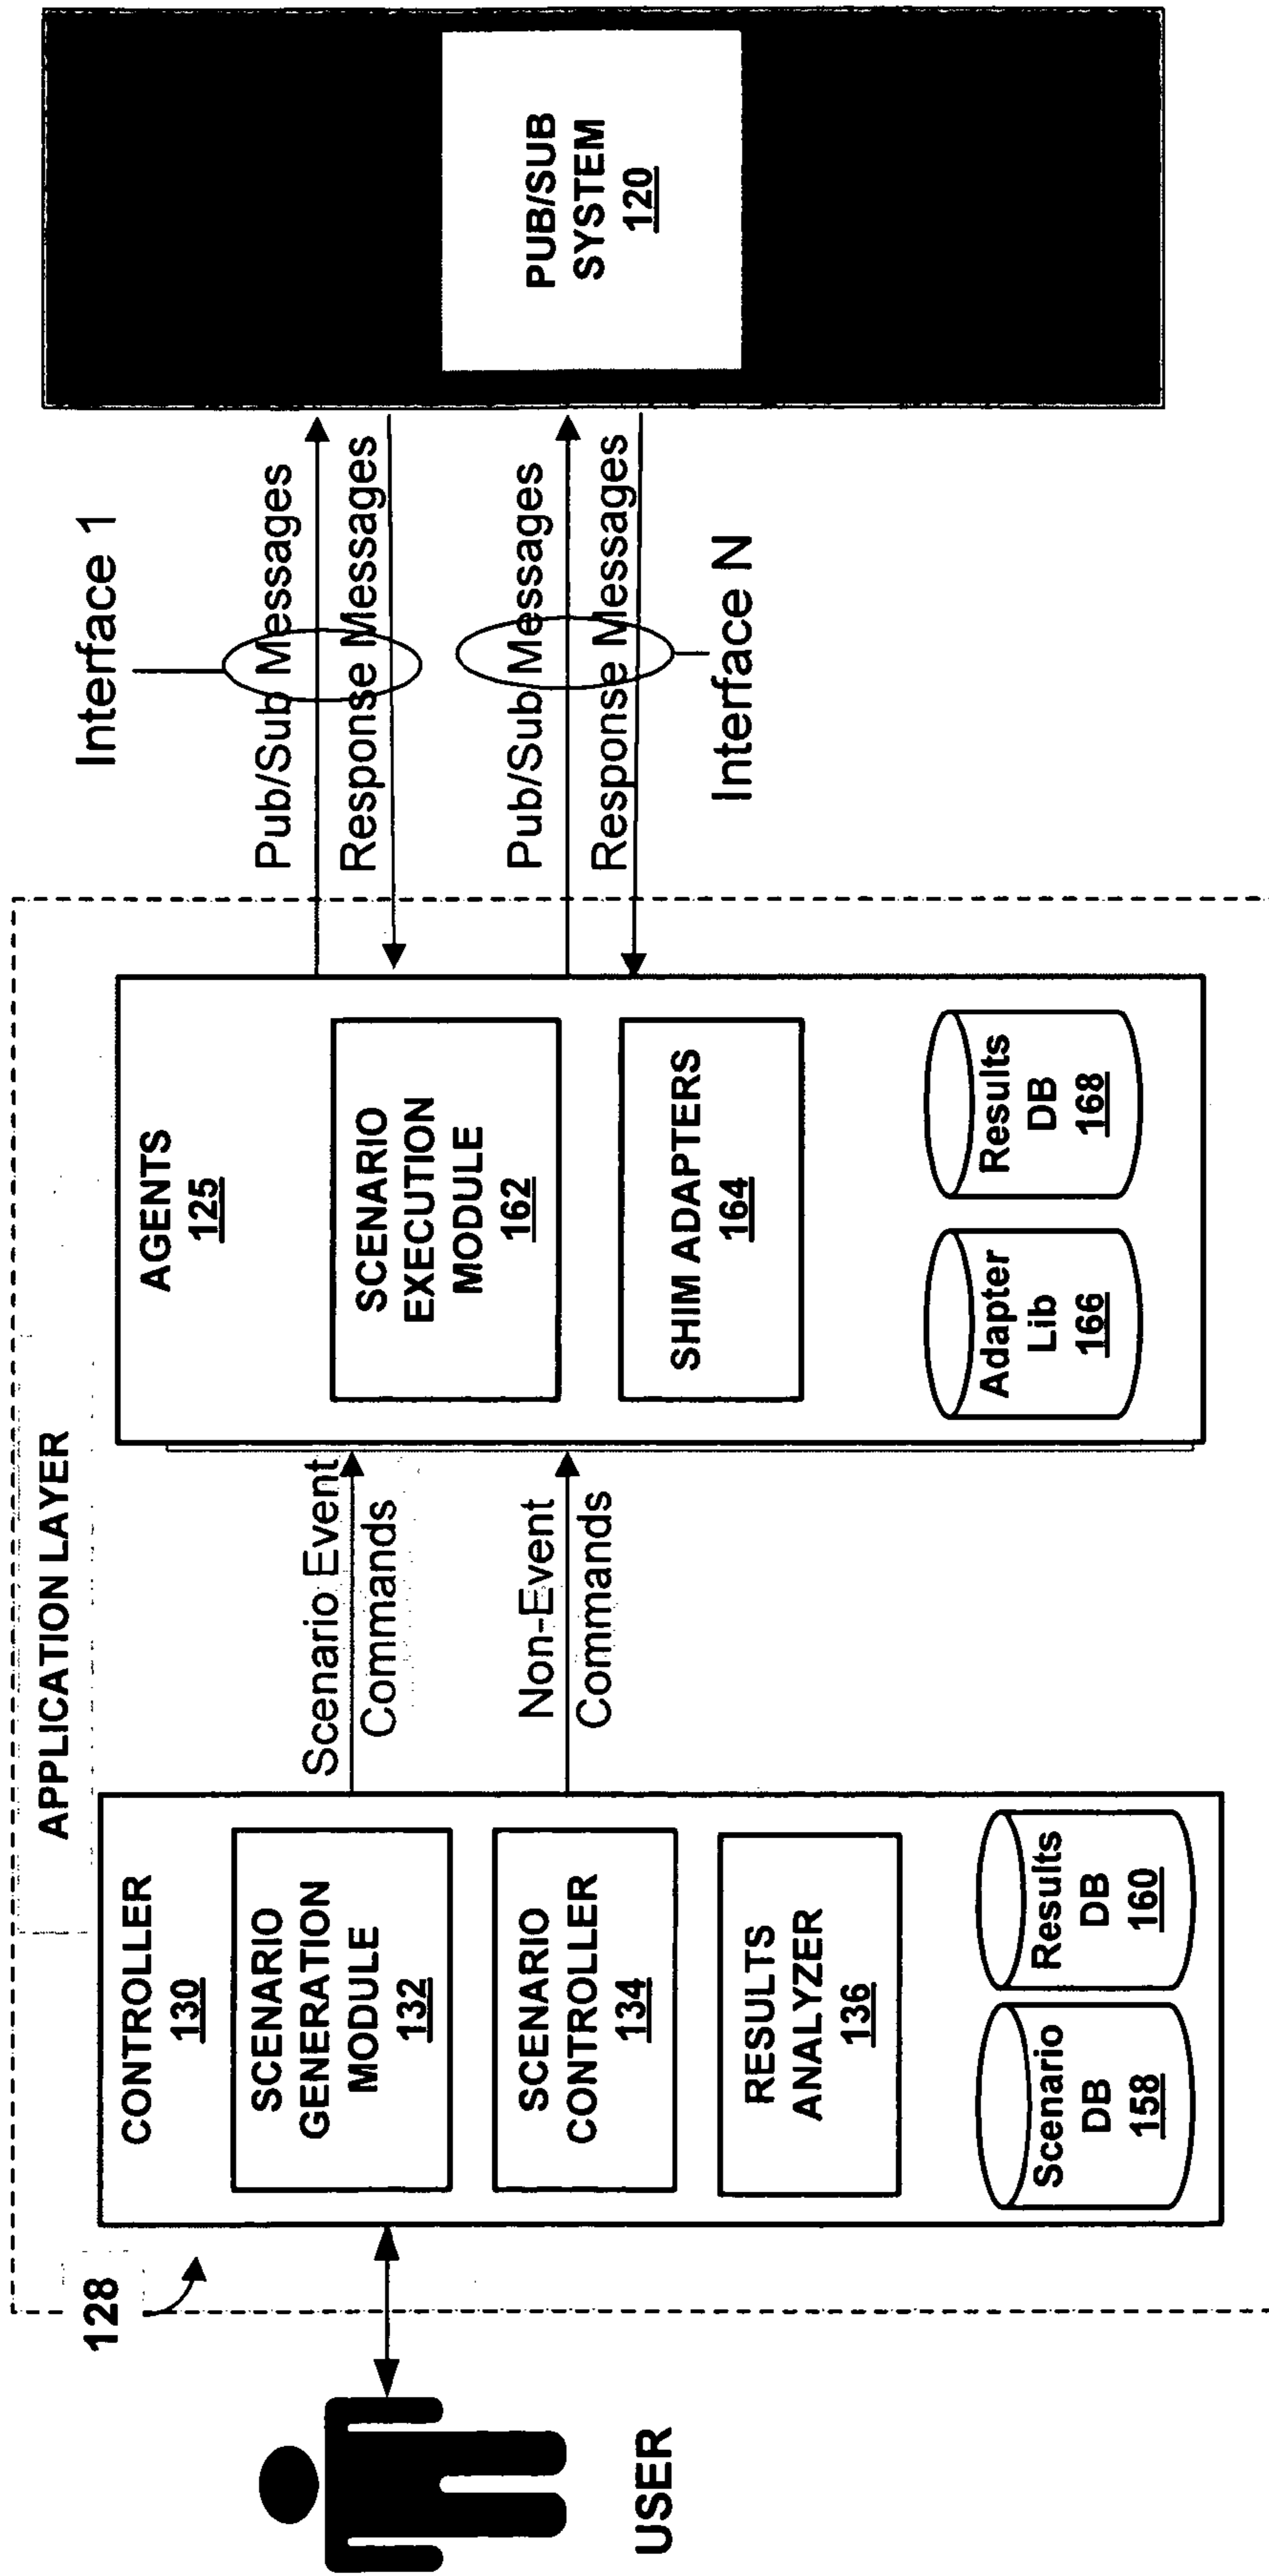 128
APPLICATION LAYER
USER
CONTROLLER
130
SCENARIO
GENERATION
MODULE
132
SCENARIO
CONTROLLER
134
RESULTS
ANALYZER
136
Scenario
DB
158
Results
DB
160
Scenario Event
Commands
Non-Event
Commands
AGENTS
125
SCENARIO
EXECUTION
MODULE
162
SHIM ADAPTERS
164
Adapter
Lib
166
Results
DB
168
Interface 1
Pub/Sub Messages
Response Messages
Pub/Sub Messages
Response Messages
Interface N
PUB/SUB
SYSTEM
120